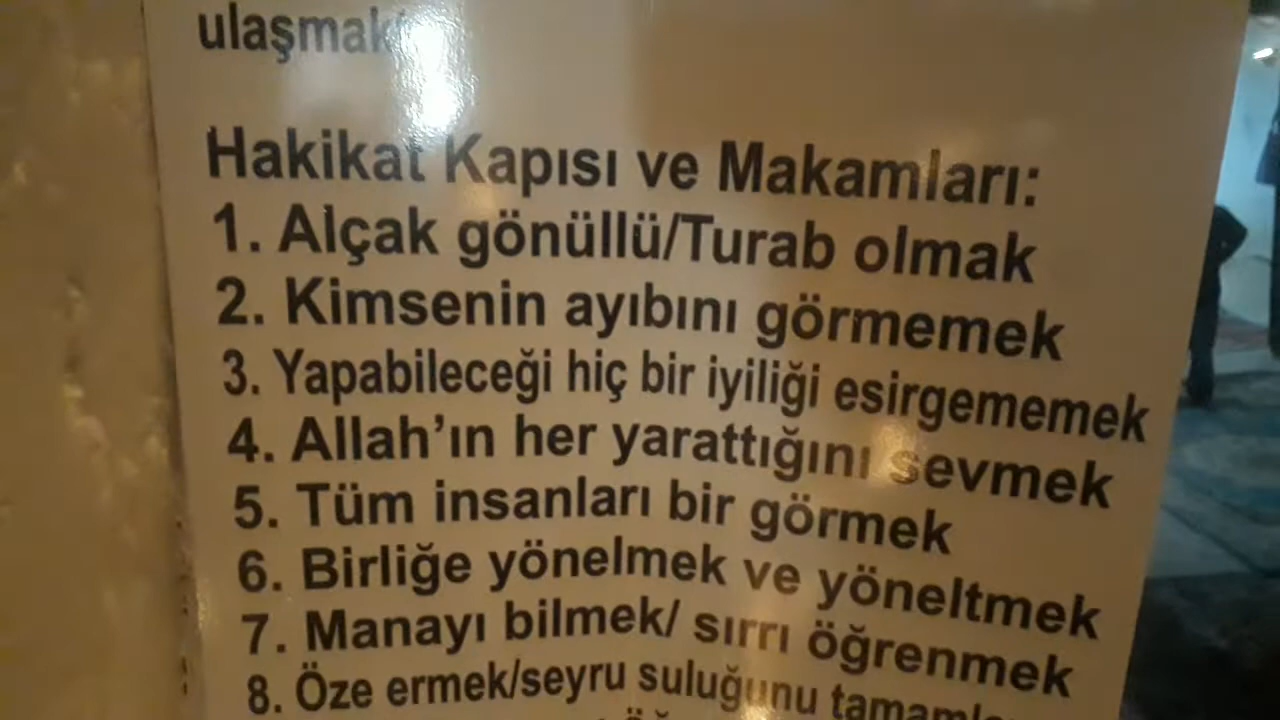 Hakikat Kapısı ve Makamları:
1. Alçak gönüllü/Turab olmak
2. Kimsenin ayıbını görmemek
3. Yapabileceği hiç bir iyiliği esirgememek
4. Allah’ın her yarattığını sevmek
5. Tüm insanları bir görmek
6. Birliğe yönelmek ve yöneltmek
7. Manayı bilmek/ sırrı öğrenmek
8. Öze ermek/seyru suluğunu